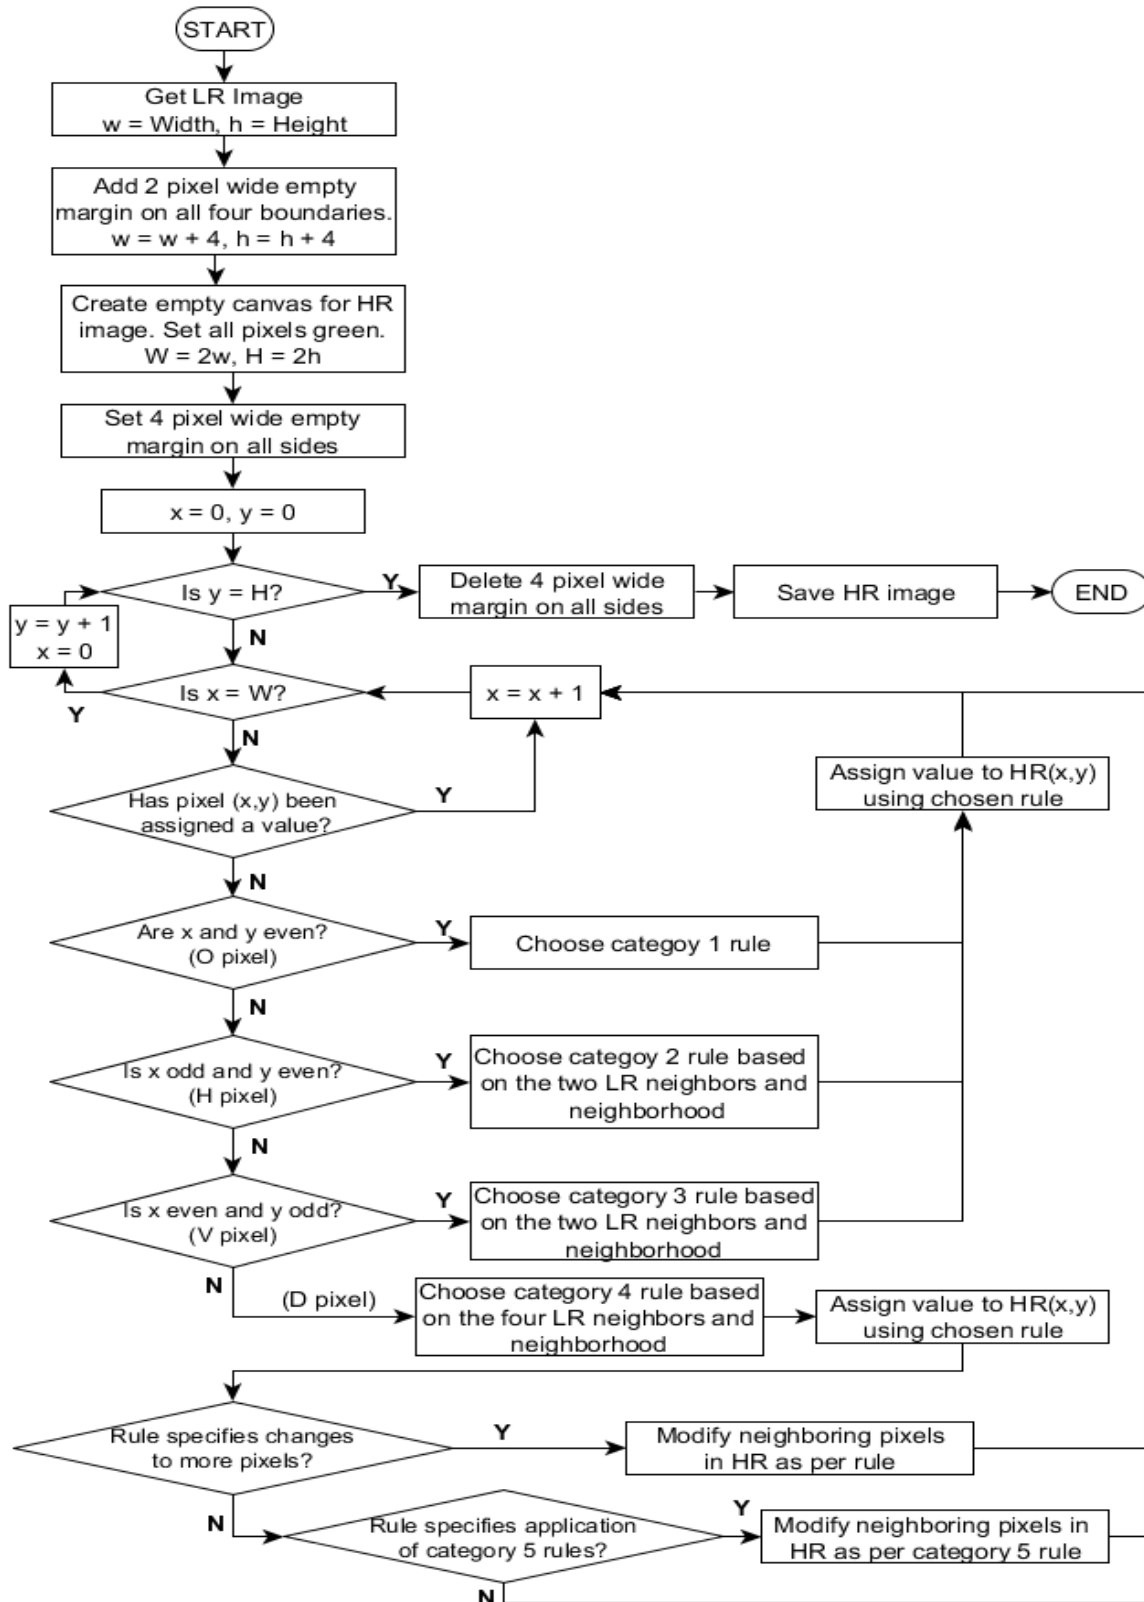 START
Get LR Image
w = Width, h = Height
Add 2 pixel wide empty
margin on all four boundaries.
w = w + 4, h = h + 4
Create empty canvas for HR
image. Set all pixels green.
W = 2w, H = 2h
Set 4 pixel wide empty
margin on all sides
x = 0, y = 0
Is y = H?
Y
Delete 4 pixel wide
margin on all sides
Save HR image
END
y = y + 1
x = 0
N
Is x = W?
Y
x = x + 1
N
Has pixel (x,y) been
assigned a value?
Y
Assign value to HR(x,y)
using chosen rule
N
Are x and y even?
(O pixel)
Y
Choose categoy 1 rule
N
Is x odd and y even?
(H pixel)
Y
Choose categoy 2 rule based
on the two LR neighbors and
neighborhood
N
Is x even and y odd?
(V pixel)
Y
Choose category 3 rule based
on the two LR neighbors and
neighborhood
N
(D pixel)
Choose category 4 rule based
on the four LR neighbors and
neighborhood
Assign value to HR(x,y)
using chosen rule
Rule specifies changes
to more pixels?
Y
Modify neighboring pixels
in HR as per rule
N
Rule specifies application
of category 5 rules?
Y
Modify neighboring pixels in
HR as per category 5 rule
N